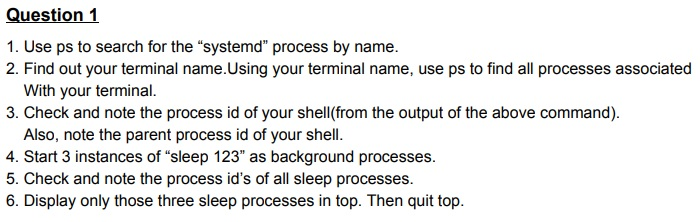 Question 1
1. Use ps to search for the “systemd” process by name.
2. Find out your terminal name.Using your terminal name, use ps to find all processes associated
With your terminal.
3. Check and note the process id of your shell(from the output of the above command).
Also, note the parent process id of your shell.
4. Start 3 instances of “sleep 123” as background processes.
5. Check and note the process id’s of all sleep processes.
6. Display only those three sleep processes in top. Then quit top.